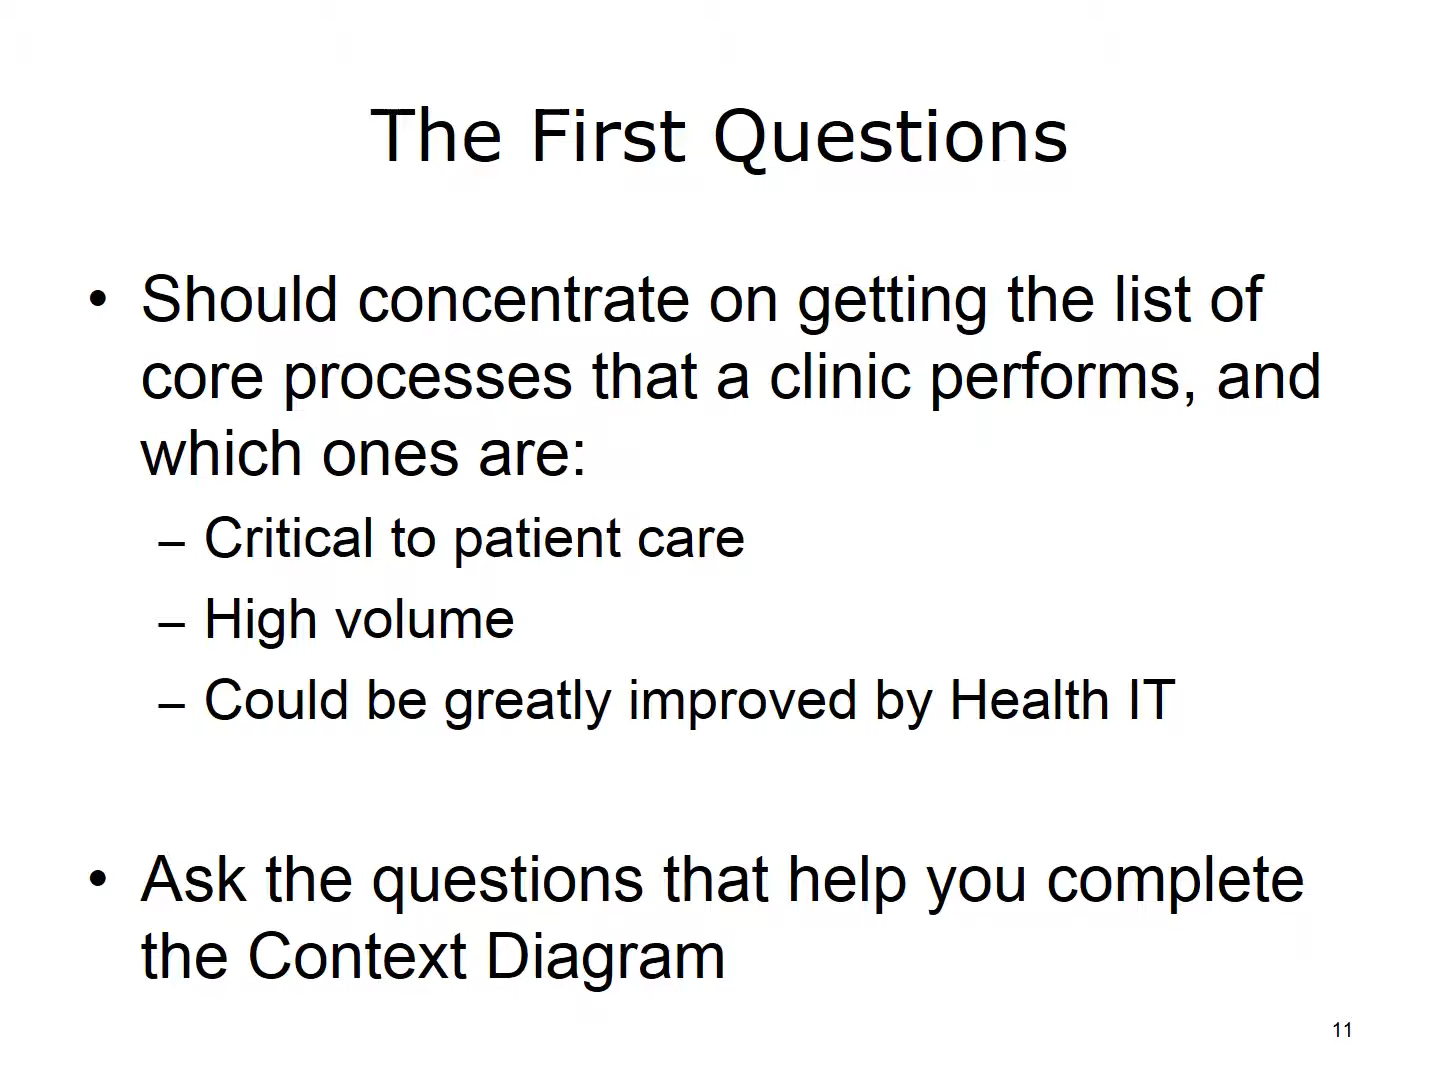 The First Questions
• Should concentrate on getting the list of
core processes that a clinic performs, and
which ones are:
– Critical to patient care
– High volume
– Could be greatly improved by Health IT
• Ask the questions that help you complete
the Context Diagram
11